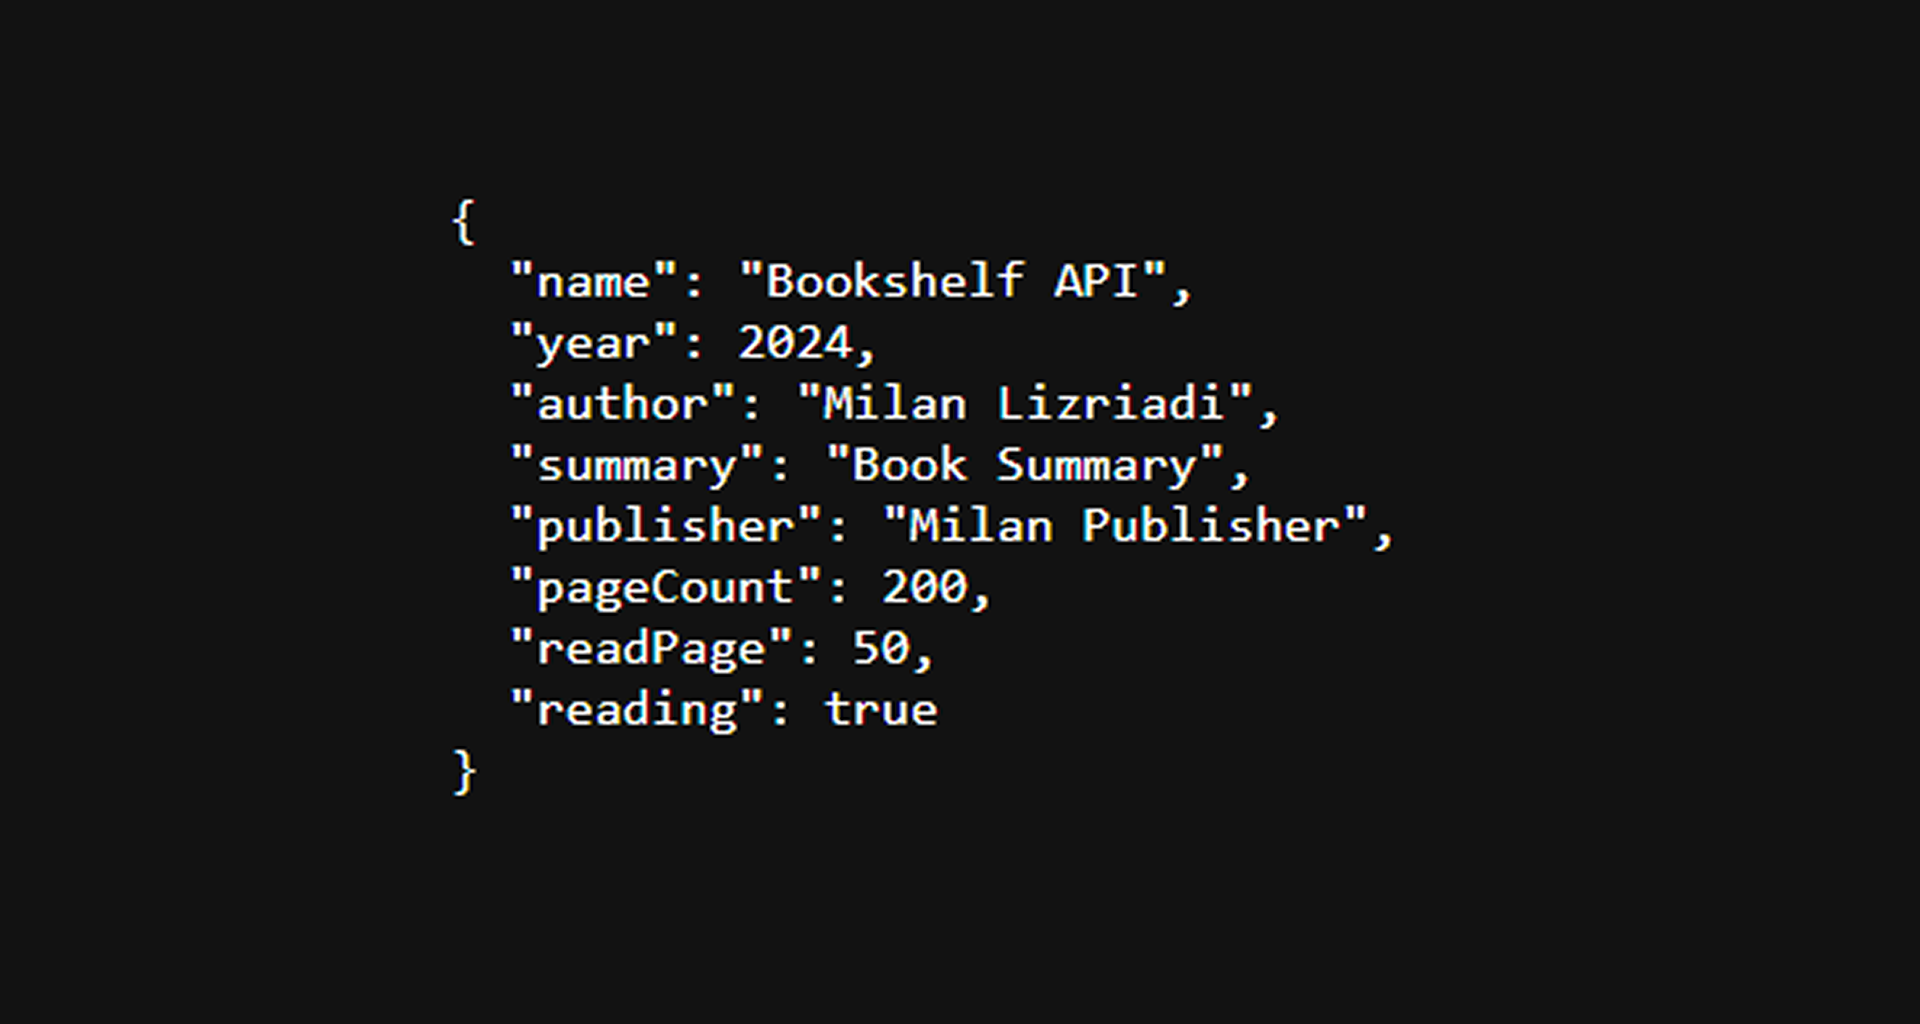 {
  "name": "Bookshelf API",
  "year": 2024,
  "author": "Milan Lizriadi",
  "summary": "Book Summary",
  "publisher": "Milan Publisher",
  "pageCount": 200,
  "readPage": 50,
  "reading": true
}